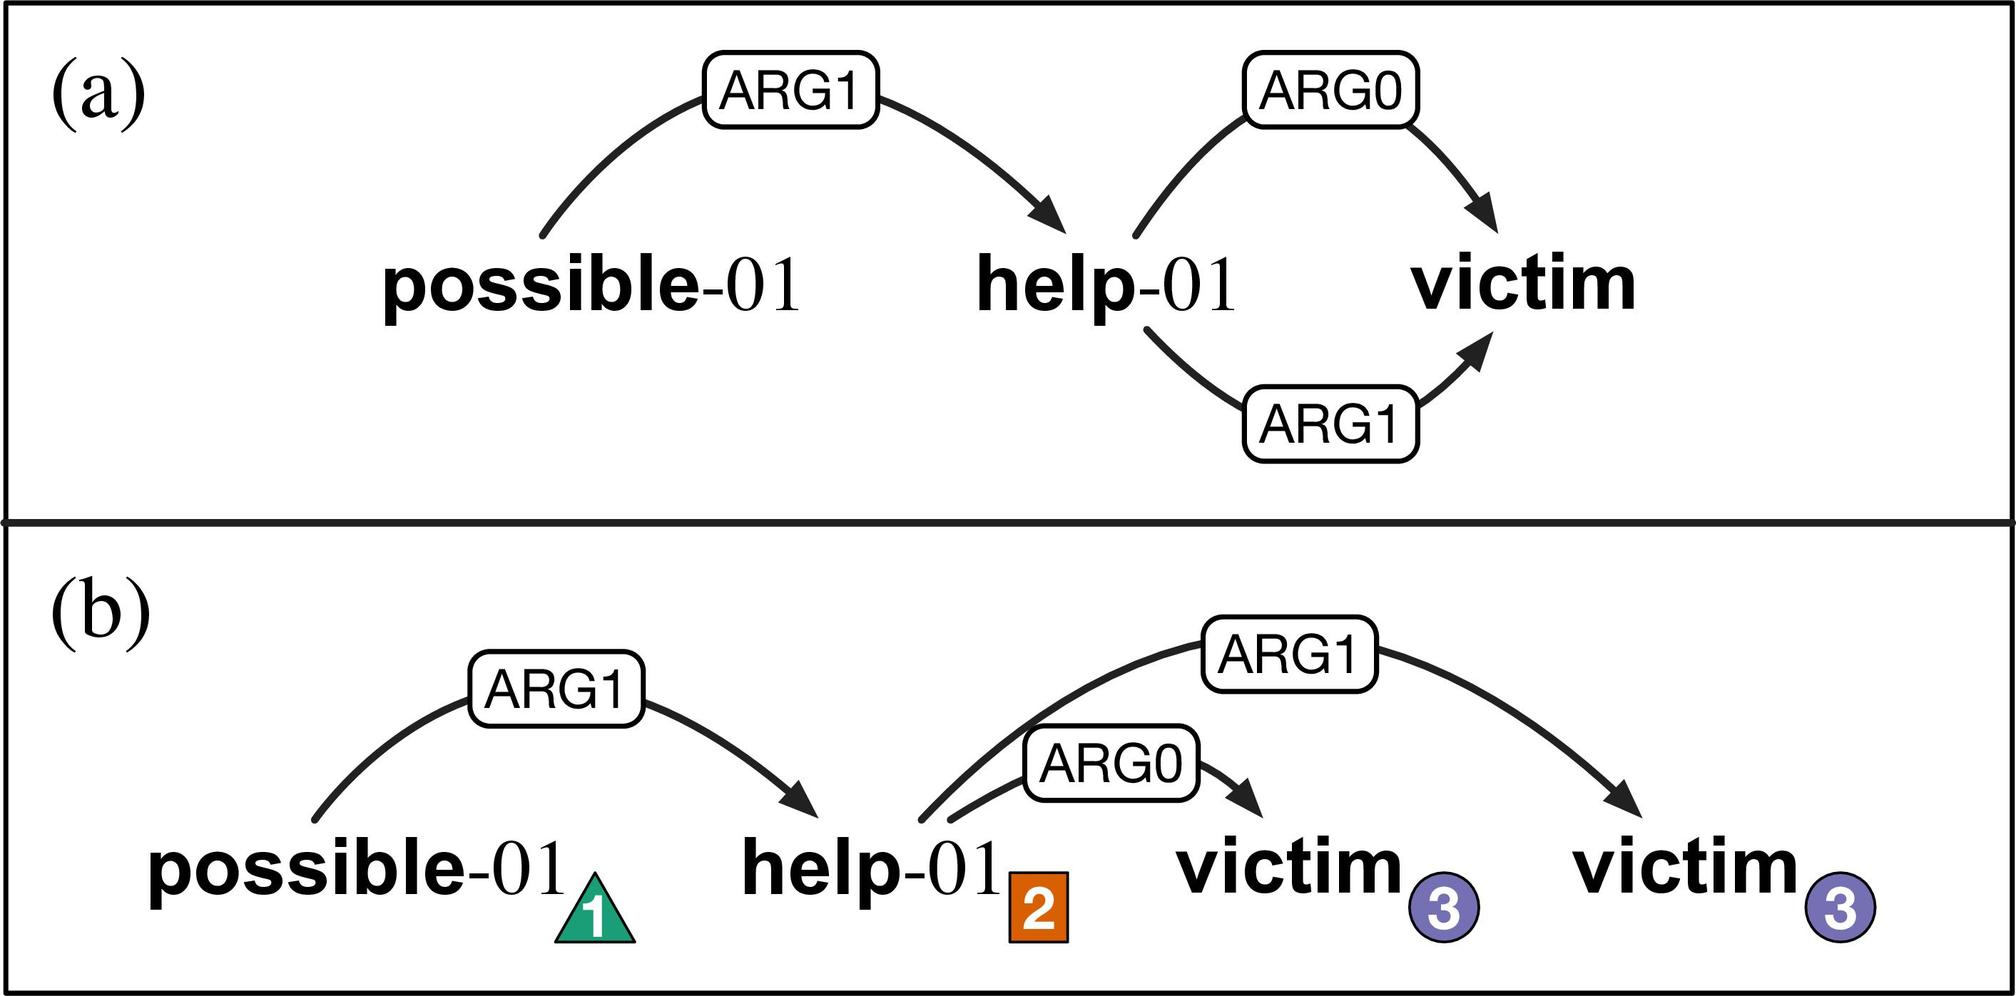 (a)
ARG1 ARG0
possible-01 help-01 victim
ARG1
(b)
ARG1
ARG1
ARG0
possible-01 1 help-01 2 victim 3 victim 3